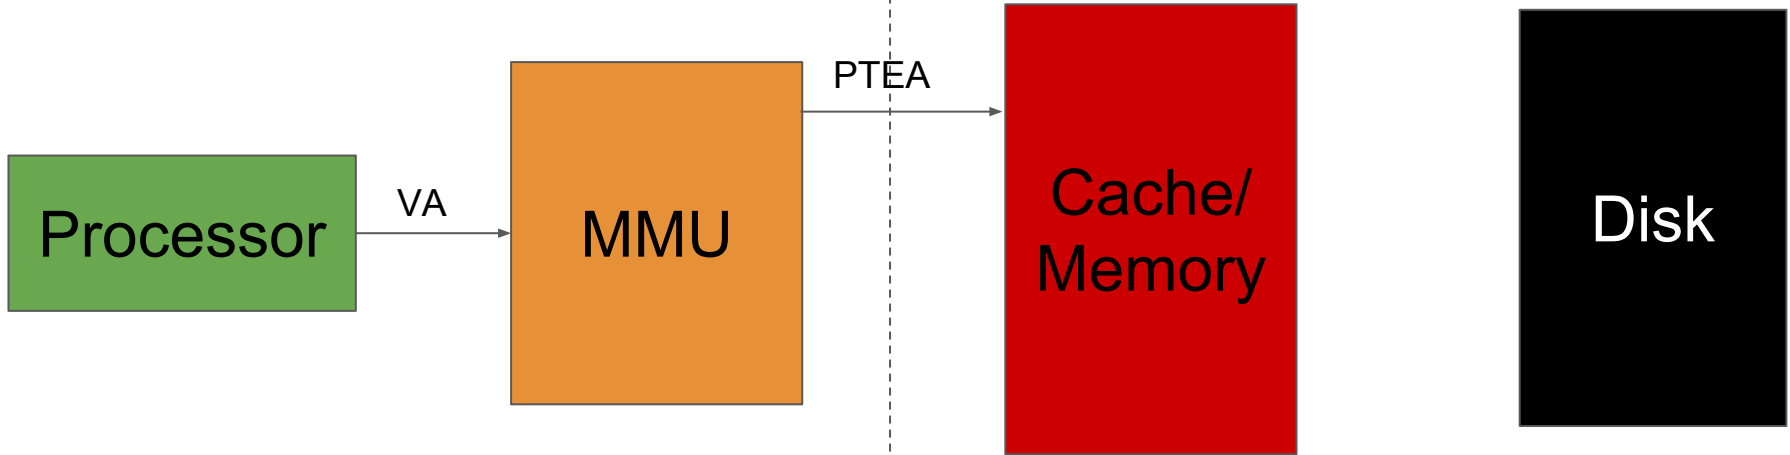 PTEA
Processor
VA
MMU
Cache/
Memory
Disk